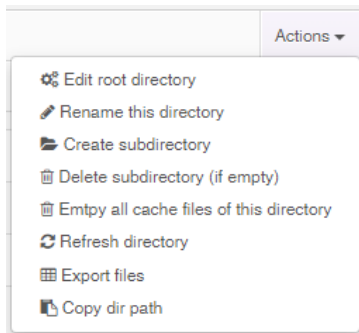 Actions
Edit root directory
Rename this directory
Create subdirectory
Delete subdirectory (if empty)
Emtpy all cache files of this directory
Refresh directory
Export files
Copy dir path